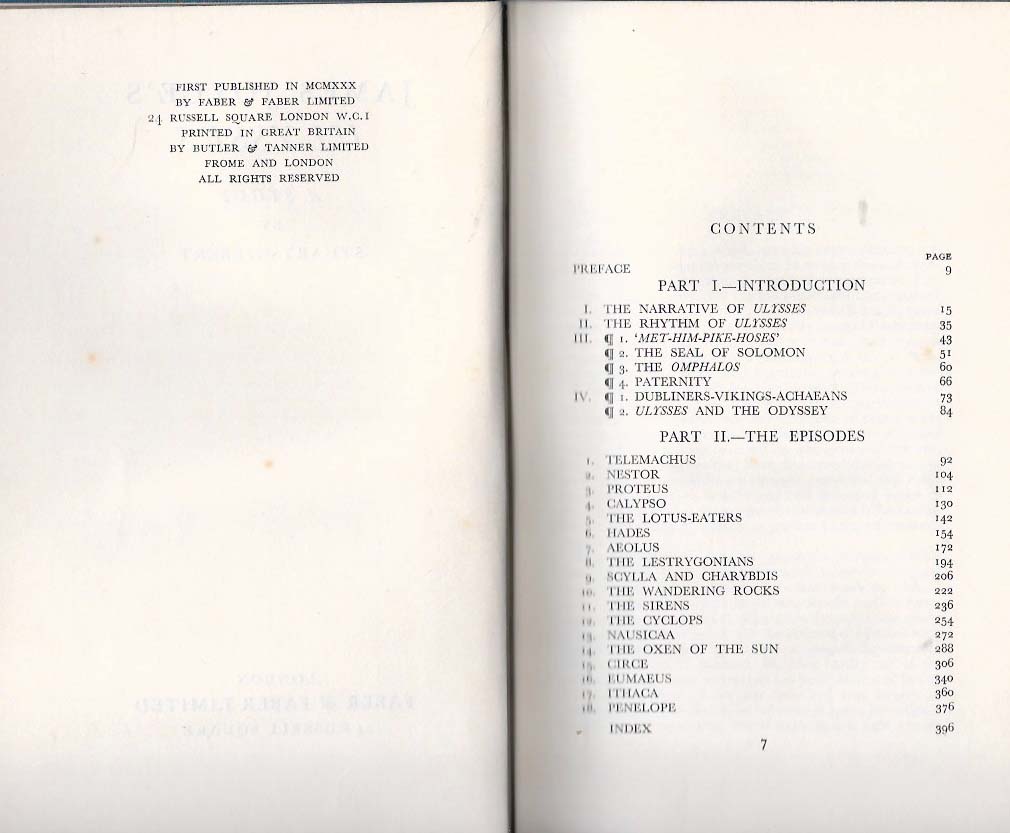 FIRST PUBLISHED IN MCMXXX
BY FABER & FABER LIMITED
24 RUSSELL SQUARE LONDON W.C.1
PRINTED IN GREAT BRITAIN
BY BUTLER & TANNER LIMITED
FROME AND LONDON
ALL RIGHTS RESERVED
CONTENTS
PAGE
PREFACE 9
PART I.—INTRODUCTION
I. THE NARRATIVE OF ULYSSES 15
II. THE RHYTHM OF ULYSSES 35
III. ¶ 1. ‘MET-HIM-PIKE-HOSES’ 43
¶ 2. THE SEAL OF SOLOMON 51
¶ 3. THE OMPHALOS 60
¶ 4. PATERNITY 66
IV. ¶ 1. DUBLINERS-VIKINGS-ACHAEANS 73
¶ 2. ULYSSES AND THE ODYSSEY 84
PART II.—THE EPISODES
1. TELEMACHUS 92
2. NESTOR 104
3. PROTEUS 112
4. CALYPSO 130
5. THE LOTUS-EATERS 142
6. HADES 154
7. AEOLUS 172
8. THE LESTRYGONIANS 194
9. SCYLLA AND CHARYBDIS 206
10. THE WANDERING ROCKS 222
11. THE SIRENS 236
12. THE CYCLOPS 254
13. NAUSICAA 272
14. THE OXEN OF THE SUN 288
15. CIRCE 306
16. EUMAEUS 340
17. ITHACA 360
18. PENELOPE 376
INDEX 396
7